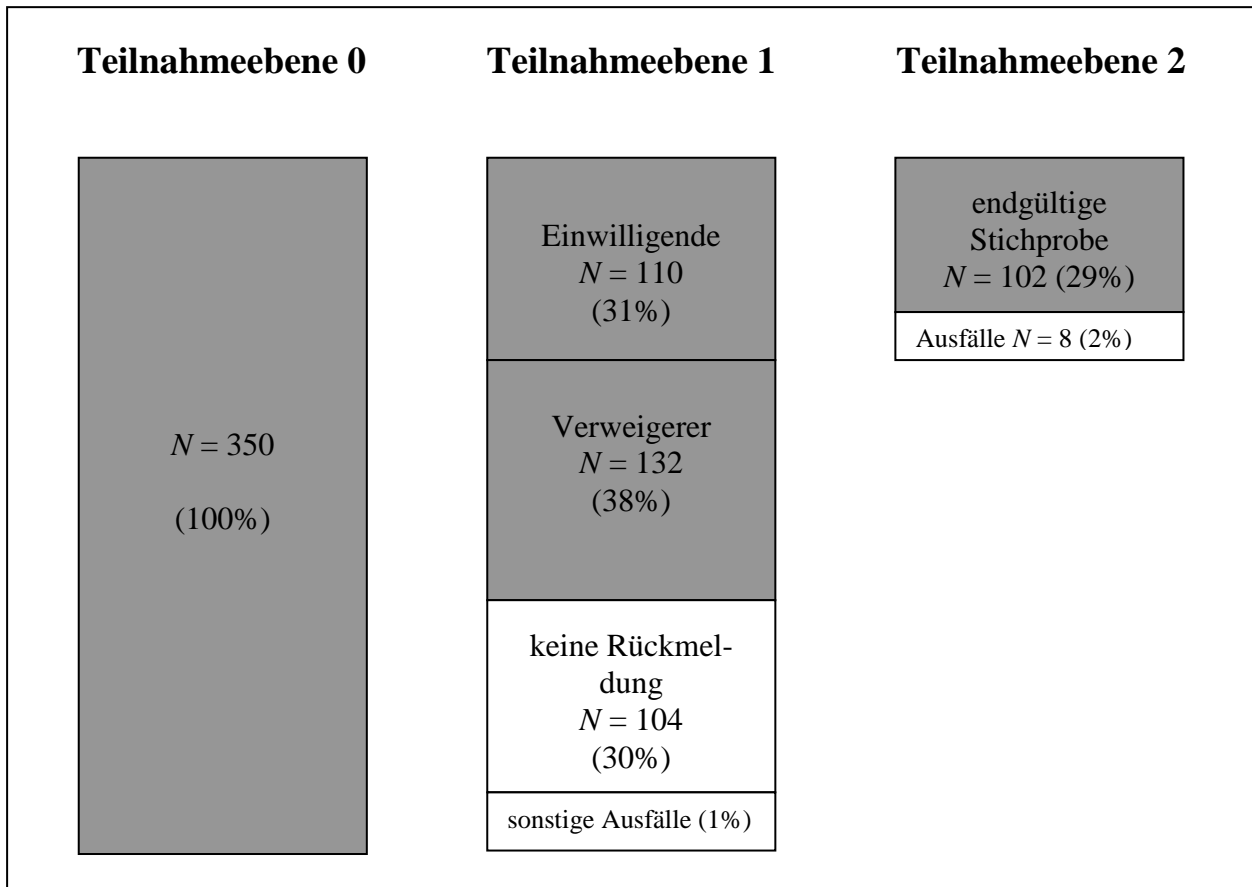 Teilnahmeebene 0
Teilnahmeebene 1
Teilnahmeebene 2
N = 350
(100%)
Einwilligende
N = 110
(31%)
Verweigerer
N = 132
(38%)
keine Rückmel-
dung
N = 104
(30%)
sonstige Ausfälle (1%)
endgültige
Stichprobe
N = 102 (29%)
Ausfälle N = 8 (2%)